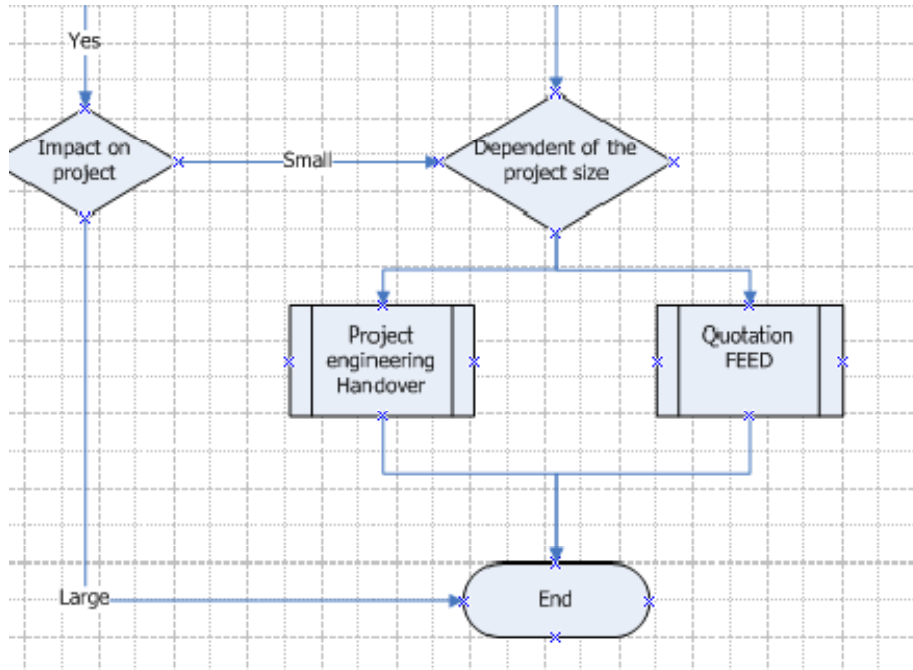 Yes
Impact on
project
Small
Dependent of the
project size
Project
engineering
Handover
Quotation
FEED
Large
End